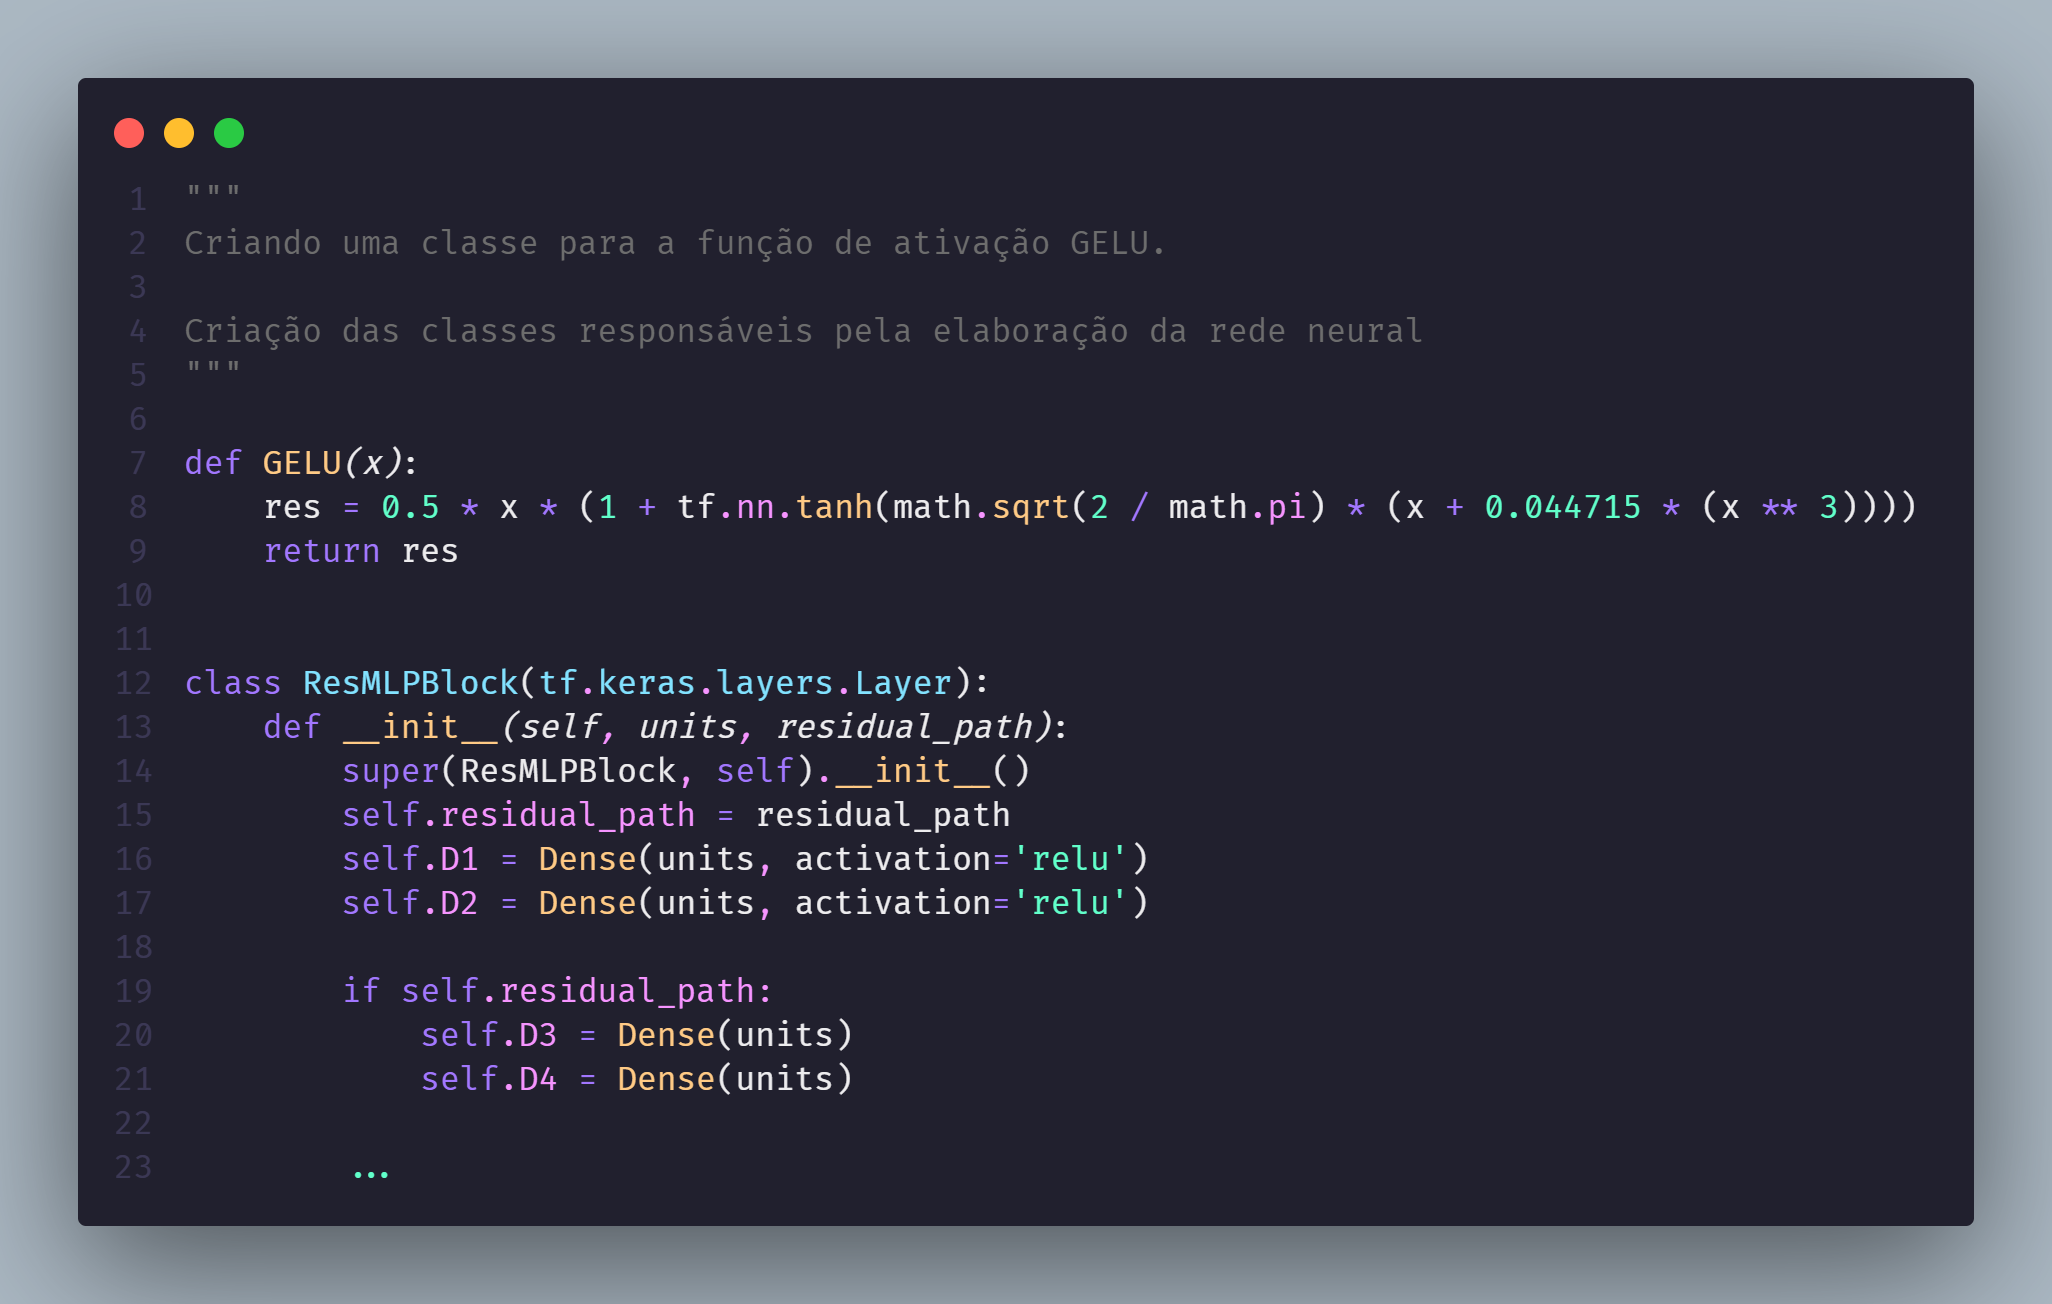 1 """
2 Criando uma classe para a função de ativação GELU.
3
4 Criação das classes responsáveis pela elaboração da rede neural
5 """
6
7 def GELU(x):
8     res = 0.5 * x * (1 + tf.nn.tanh(math.sqrt(2 / math.pi) * (x + 0.044715 * (x ** 3))))
9     return res
10
11
12 class ResMLPBlock(tf.keras.layers.Layer):
13     def __init__(self, units, residual_path):
14         super(ResMLPBlock, self).__init__()
15         self.residual_path = residual_path
16         self.D1 = Dense(units, activation='relu')
17         self.D2 = Dense(units, activation='relu')
18
19         if self.residual_path:
20             self.D3 = Dense(units)
21             self.D4 = Dense(units)
22
23         ...